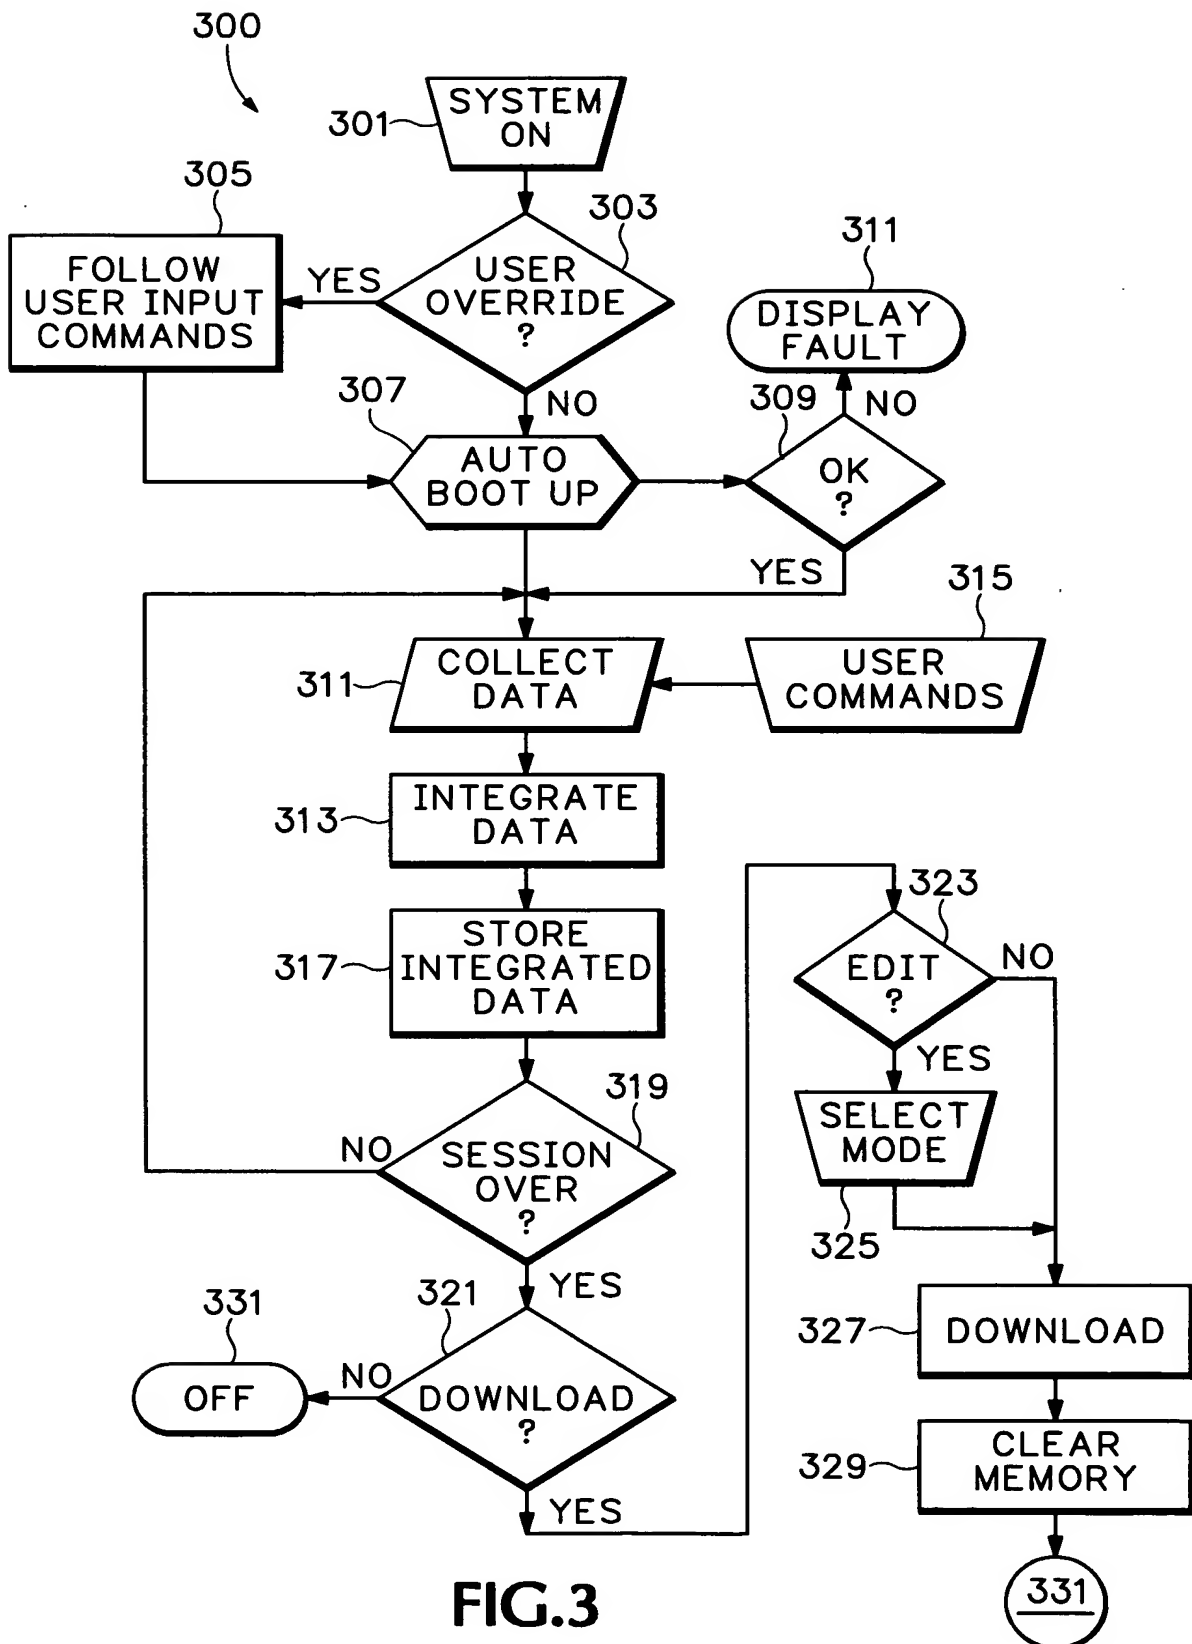 300
SYSTEM
ON
301
305
303
311
FOLLOW
USER INPUT
COMMANDS
YES
USER
OVERRIDE
?
DISPLAY
FAULT
307
NO
309
NO
AUTO
BOOT UP
OK
?
YES
315
311
COLLECT
DATA
USER
COMMANDS
313
INTEGRATE
DATA
323
317
STORE
INTEGRATED
DATA
EDIT
?
NO
YES
319
SELECT
MODE
NO
SESSION
OVER
?
325
YES
331
321
327
DOWNLOAD
OFF
NO
DOWNLOAD
?
329
CLEAR
MEMORY
YES
331
FIG.3